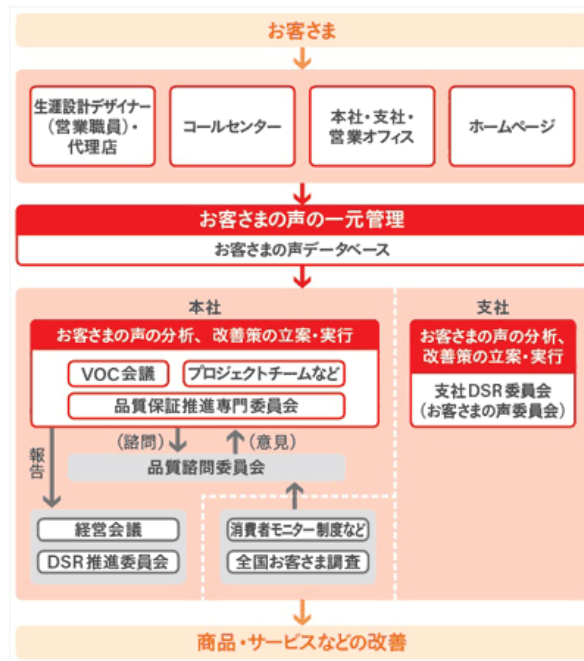 お客さま
生涯設計デザイナー
(営業職員)・
代理店
コールセンター
本社・支社・
営業オフィス
ホームページ
お客さまの声の一元管理
お客さまの声データベース
本社
お客さまの声の分析、改善策の立案・実行
VOC会議
プロジェクトチームなど
品質保証推進専門委員会
(諮問)
(意見)
品質諮問委員会
報告
経営会議
DSR推進委員会
消費者モニター制度など
全国お客さま調査
支社
お客さまの声の分析、
改善策の立案・実行
支社DSR委員会
(お客さまの声委員会)
商品・サービスなどの改善